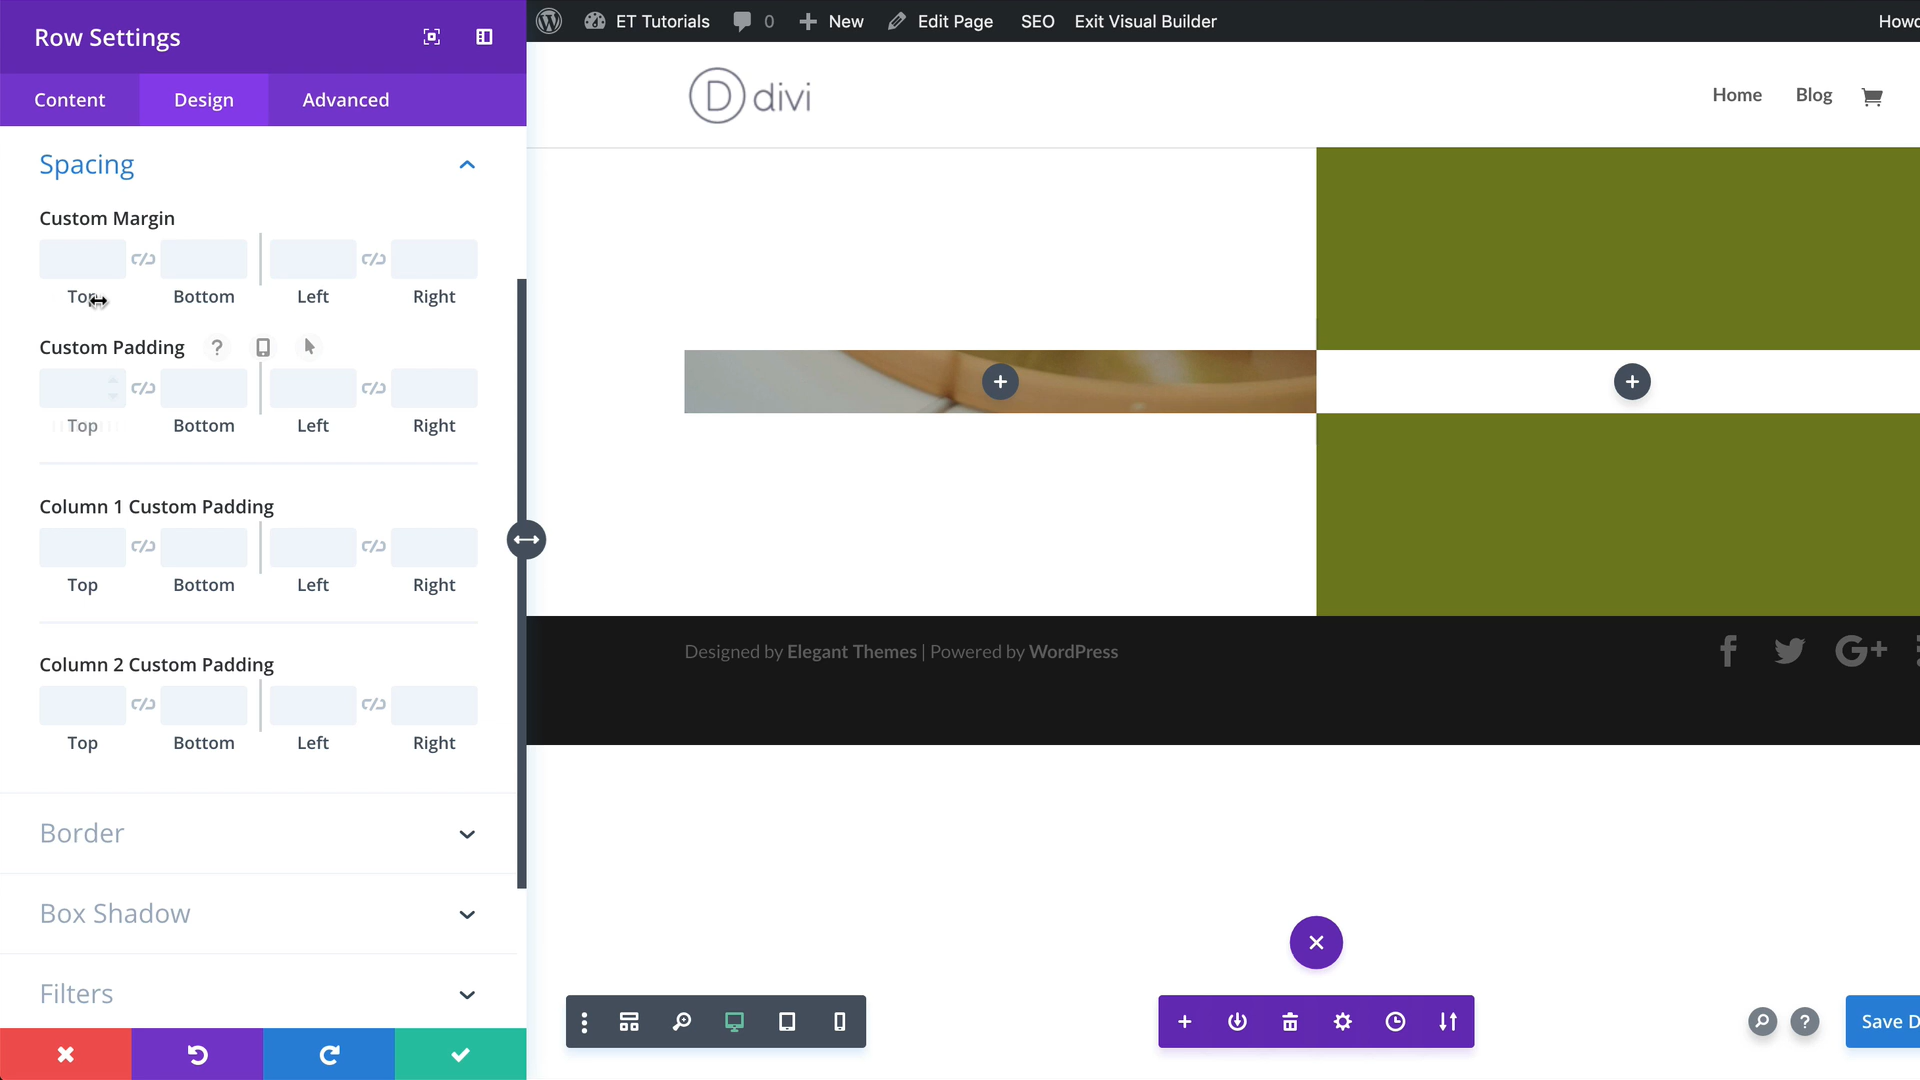 Row Settings
Content Design Advanced
Spacing
Custom Margin
Top Bottom Left Right
Custom Padding ?
Top Bottom Left Right
Column 1 Custom Padding
Top Bottom Left Right
Column 2 Custom Padding
Top Bottom Left Right
Border
Box Shadow
Filters
ET Tutorials 0 New Edit Page SEO Exit Visual Builder Howd
D divi
Home Blog
Designed by Elegant Themes | Powered by WordPress
G+
?
Save D